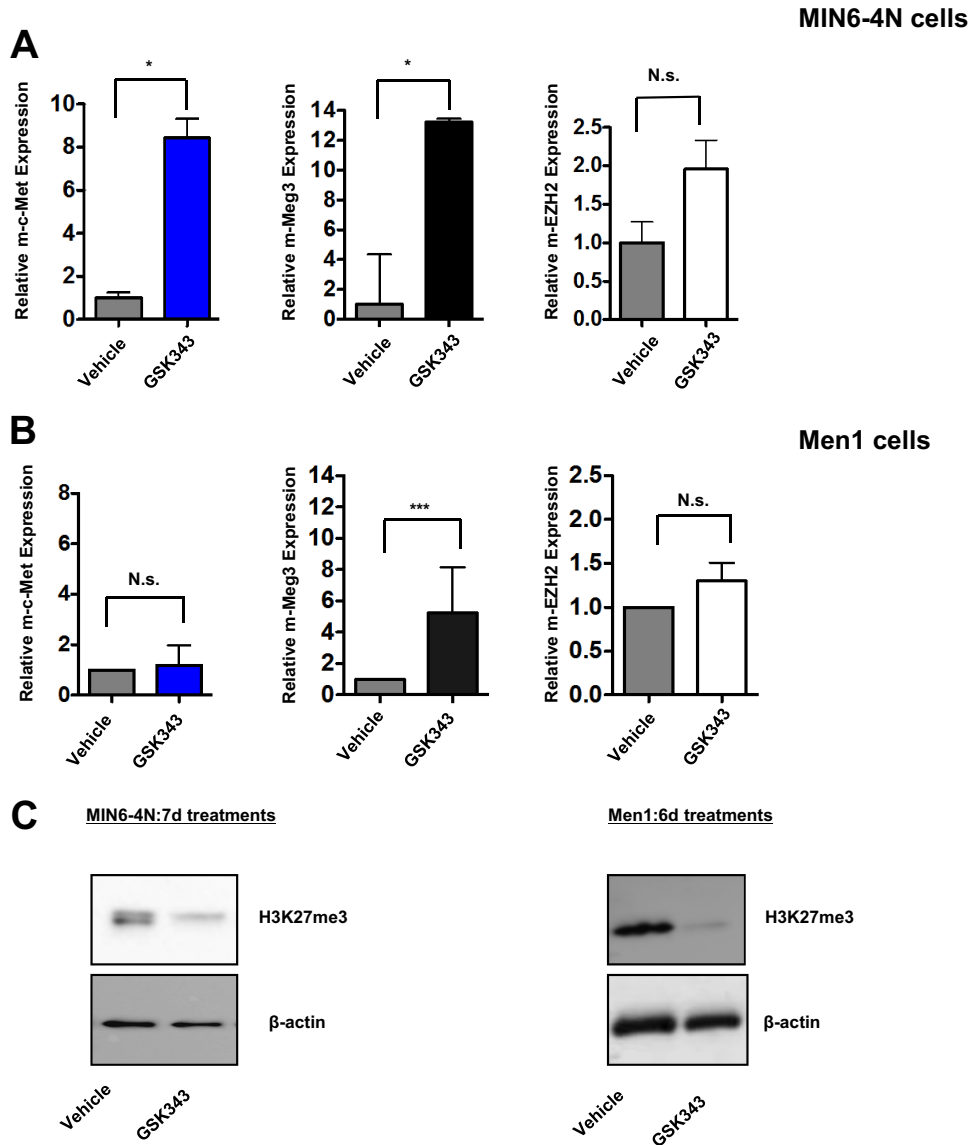 MIN6-4N cells
A
Relative m-c-Met Expression
10
8
6
4
2
0
*
Vehicle
GSK343
Relative m-Meg3 Expression
14
12
10
8
6
4
2
0
*
Vehicle
GSK343
Relative m-EZH2 Expression
2.5
2.0
1.5
1.0
0.5
0.0
N.s.
Vehicle
GSK343
B
Men1 cells
Relative m-c-Met Expression
8
6
4
2
0
N.s.
Vehicle
GSK343
Relative m-Meg3 Expression
14
12
10
8
6
4
2
0
***
Vehicle
GSK343
Relative m-EZH2 Expression
2.5
2.0
1.5
1.0
0.5
0.0
N.s.
Vehicle
GSK343
C
MIN6-4N:7d treatments
H3K27me3
β-actin
Vehicle
GSK343
Men1:6d treatments
H3K27me3
β-actin
Vehicle
GSK343